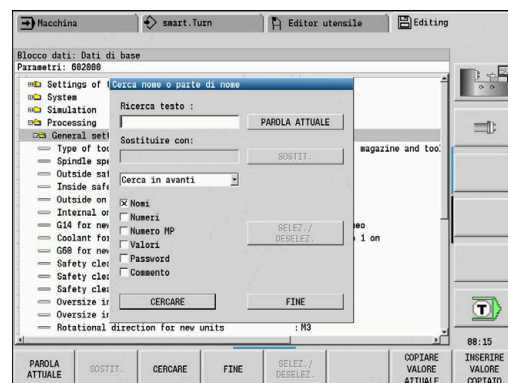 Macchina smart.Turn Editor utensile Editing
Blocco dati: Dati di base
Parametri: 602000
Settings of
System
Simulation
Processing
General sett
Type of too magazine and tool
Spindle spe
Outside saf
Inside safe
Outside on
Internal on
G14 for new
Coolant for 1 on
G60 for new
Safety clea
Safety clea
Safety clea
Oversize in
Oversize in
Rotational direction for new units : M3
Cerca nome o parte di nome
Ricerca testo :
PAROLA ATTUALE
Sostituire con:
SOSTIT.
Cerca in avanti
Nomi
Numeri
Numero MP
Valori
Password
Commento
SELEZ./
DESELEZ.
CERCARE FINE
T
08:15
PAROLA
ATTUALE
SOSTIT.
CERCARE
FINE
SELEZ./
DESELEZ.
COPIARE
VALORE
ATTUALE
INSERIRE
VALORE
COPIATO